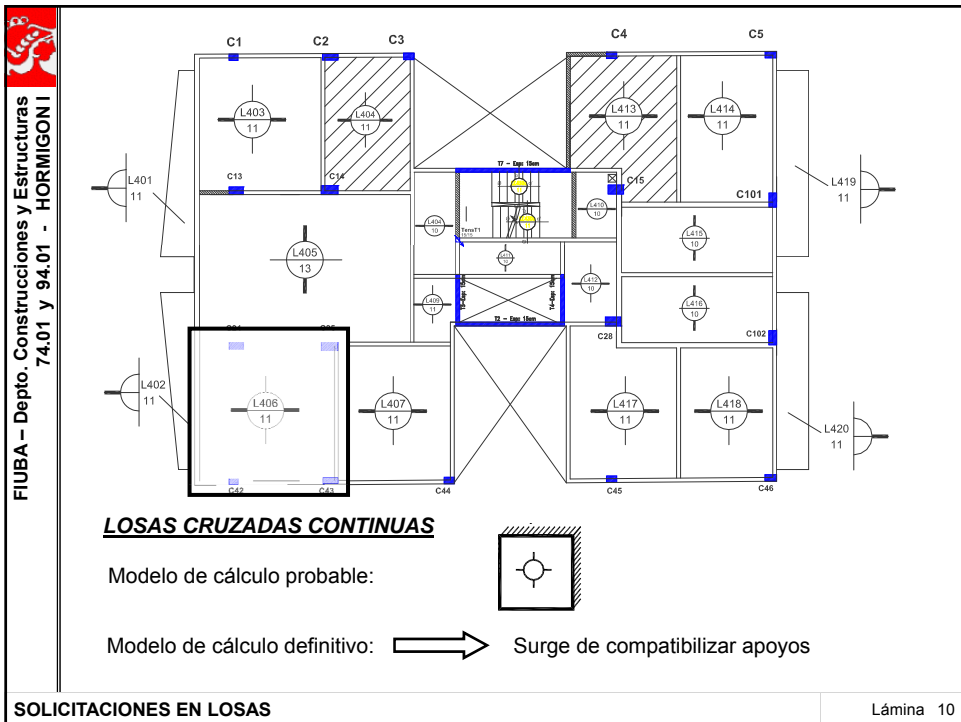 FIUBA – Depto. Construcciones y Estructuras
74.01 y 94.01 - HORMIGON I
C1
C2
C3
C4
C5
L403
11
L404
11
L413
11
L414
11
T7 - Esp: 15cm
L401
11
C13
C14
C15
L419
11
C101
L410
10
L404
10
TensT1
L415
10
L405
13
L411
10
L412
10
L416
10
L409
11
T2 - Esp: 15cm
C28
C102
L402
11
L406
11
L407
11
L417
11
L418
11
L420
11
C42
C43
C44
C45
C46
LOSAS CRUZADAS CONTINUAS
Modelo de cálculo probable:
Modelo de cálculo definitivo:
Surge de compatibilizar apoyos
SOLICITACIONES EN LOSAS
Lámina 10